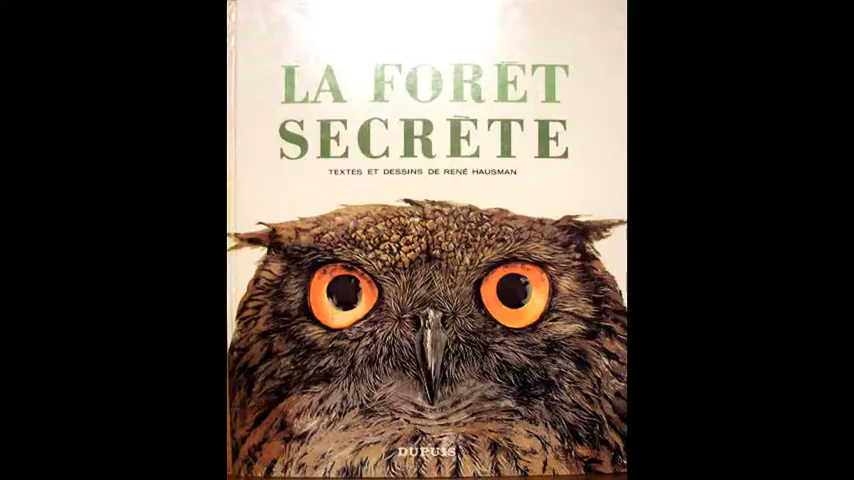 LA FORÊT
SECRÈTE
TEXTES ET DESSINS DE RENÉ HAUSMAN
DUPUIS